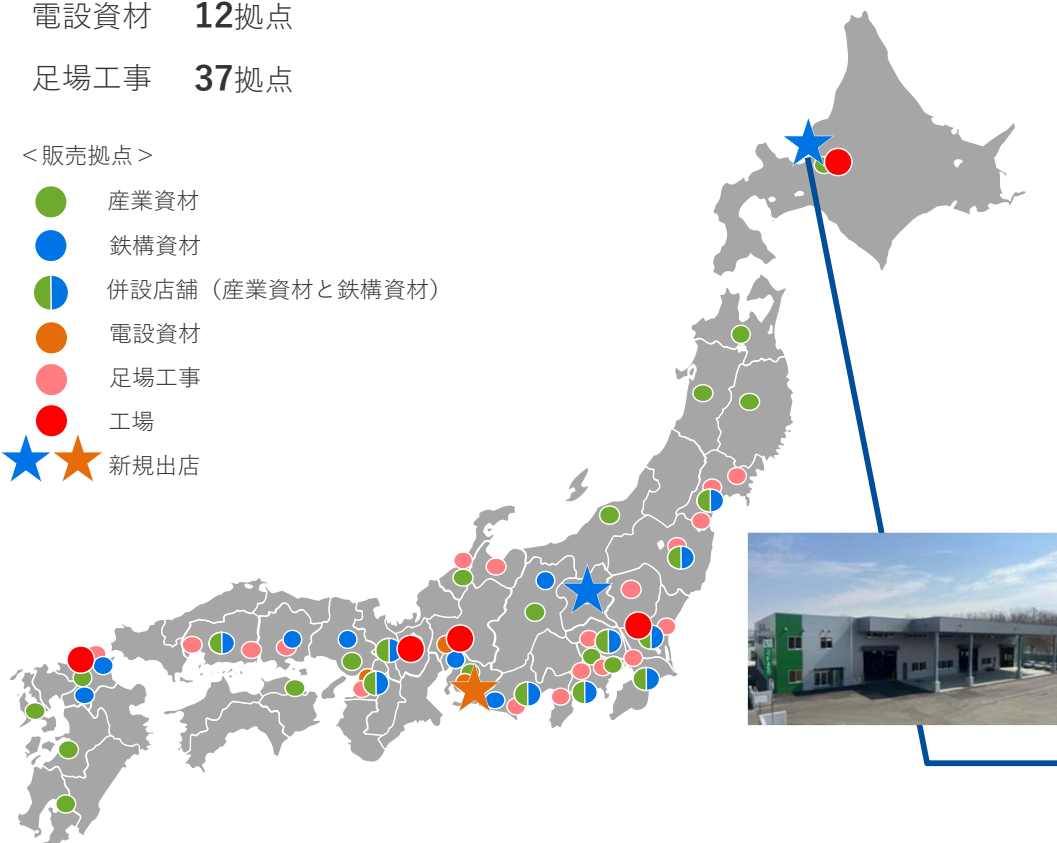 電設資材 12拠点
足場工事 37拠点
＜販売拠点＞
産業資材
鉄構資材
併設店舗（産業資材と鉄構資材）
電設資材
足場工事
工場
新規出店